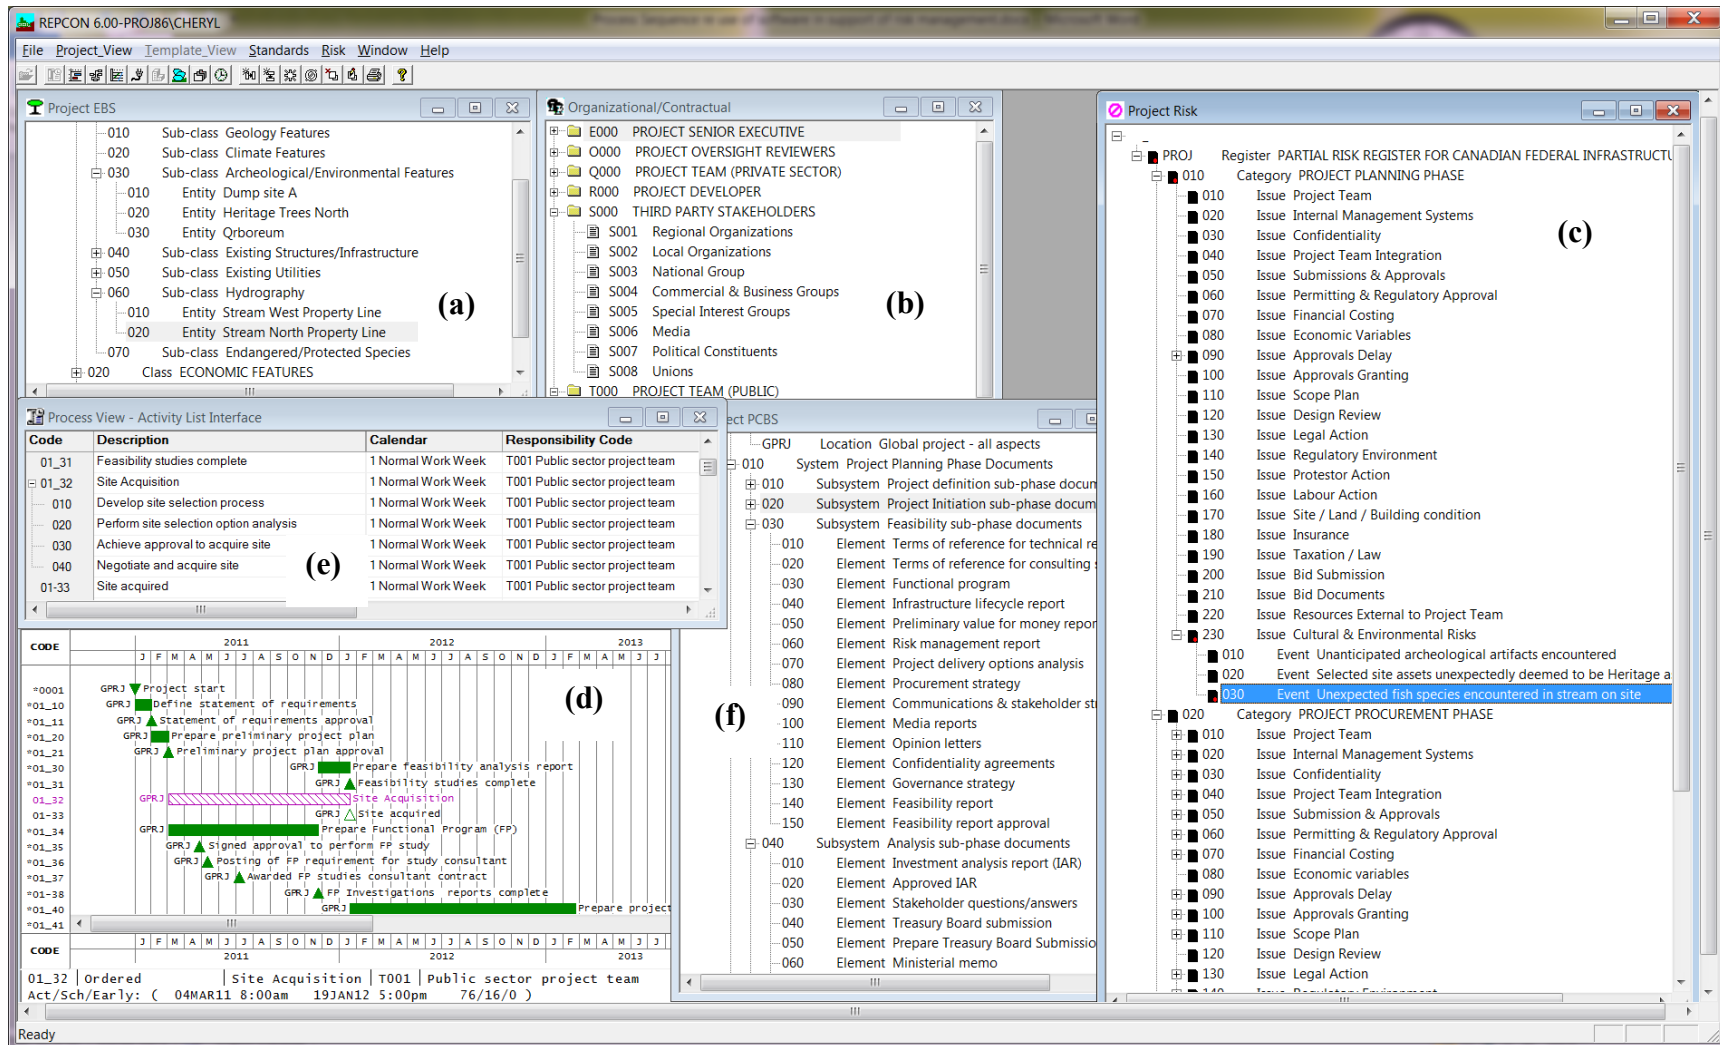 REPCON 6.00-PROJ86\CHERYL
File Project_View Template_View Standards Risk Window Help
Project EBS
010 Sub-class Geology Features
020 Sub-class Climate Features
030 Sub-class Archeological/Environmental Features
010 Entity Dump site A
020 Entity Heritage Trees North
030 Entity Qrboreum
040 Sub-class Existing Structures/Infrastructure
050 Sub-class Existing Utilities
060 Sub-class Hydrography
010 Entity Stream West Property Line
020 Entity Stream North Property Line
070 Sub-class Endangered/Protected Species
020 Class ECONOMIC FEATURES
(a)
Organizational/Contractual
E000 PROJECT SENIOR EXECUTIVE
O000 PROJECT OVERSIGHT REVIEWERS
Q000 PROJECT TEAM (PRIVATE SECTOR)
R000 PROJECT DEVELOPER
S000 THIRD PARTY STAKEHOLDERS
S001 Regional Organizations
S002 Local Organizations
S003 National Group
S004 Commercial & Business Groups
S005 Special Interest Groups
S006 Media
S007 Political Constituents
S008 Unions
T000 PROJECT TEAM (PUBLIC)
(b)
Project Risk
PROJ Register PARTIAL RISK REGISTER FOR CANADIAN FEDERAL INFRASTRUCTU
010 Category PROJECT PLANNING PHASE
010 Issue Project Team
020 Issue Internal Management Systems
030 Issue Confidentiality
040 Issue Project Team Integration
050 Issue Submissions & Approvals
060 Issue Permitting & Regulatory Approval
070 Issue Financial Costing
080 Issue Economic Variables
090 Issue Approvals Delay
100 Issue Approvals Granting
110 Issue Scope Plan
120 Issue Design Review
130 Issue Legal Action
140 Issue Regulatory Environment
150 Issue Protestor Action
160 Issue Labour Action
170 Issue Site / Land / Building condition
180 Issue Insurance
190 Issue Taxation / Law
200 Issue Bid Submission
210 Issue Bid Documents
220 Issue Resources External to Project Team
230 Issue Cultural & Environmental Risks
010 Event Unanticipated archeological artifacts encountered
020 Event Selected site assets unexpectedly deemed to be Heritage a
030 Event Unexpected fish species encountered in stream on site
020 Category PROJECT PROCUREMENT PHASE
010 Issue Project Team
020 Issue Internal Management Systems
030 Issue Confidentiality
040 Issue Project Team Integration
050 Issue Submission & Approvals
060 Issue Permitting & Regulatory Approval
070 Issue Financial Costing
080 Issue Economic variables
090 Issue Approvals Delay
100 Issue Approvals Granting
110 Issue Scope Plan
120 Issue Design Review
130 Issue Legal Action
140 Issue Regulatory Environment
(c)
Process View - Activity List Interface
Code Description Calendar Responsibility Code
01_31 Feasibility studies complete 1 Normal Work Week T001 Public sector project team
01_32 Site Acquisition 1 Normal Work Week T001 Public sector project team
010 Develop site selection process 1 Normal Work Week T001 Public sector project team
020 Perform site selection option analysis 1 Normal Work Week T001 Public sector project team
030 Achieve approval to acquire site 1 Normal Work Week T001 Public sector project team
040 Negotiate and acquire site 1 Normal Work Week T001 Public sector project team
01-33 Site acquired 1 Normal Work Week T001 Public sector project team
(e)
ect PCBS
GPRJ Location Global project - all aspects
010 System Project Planning Phase Documents
010 Subsystem Project definition sub-phase docum
020 Subsystem Project Initiation sub-phase docum
030 Subsystem Feasibility sub-phase documents
010 Element Terms of reference for technical re
020 Element Terms of reference for consulting s
030 Element Functional program
040 Element Infrastructure lifecycle report
050 Element Preliminary value for money repor
060 Element Risk management report
070 Element Project delivery options analysis
080 Element Procurement strategy
090 Element Communications & stakeholder str
100 Element Media reports
110 Element Opinion letters
120 Element Confidentiality agreements
130 Element Governance strategy
140 Element Feasibility report
150 Element Feasibility report approval
040 Subsystem Analysis sub-phase documents
010 Element Investment analysis report (IAR)
020 Element Approved IAR
030 Element Stakeholder questions/answers
040 Element Treasury Board submission
050 Element Prepare Treasury Board Submissio
060 Element Ministerial memo
(f)
CODE 2011 2012 2013
J F M A M J J A S O N D J F M A M J J A S O N D J F M A M J J
*0001 GPRJ Project start
*01_10 GPRJ Define statement of requirements
*01_11 GPRJ Statement of requirements approval
*01_20 GPRJ Prepare preliminary project plan
*01_21 GPRJ Preliminary project plan approval
*01_30 GPRJ Prepare feasibility analysis report
*01_31 GPRJ Feasibility studies complete
01_32 GPRJ Site Acquisition
01-33 GPRJ Site acquired
*01_34 GPRJ Prepare Functional Program (FP)
*01_35 GPRJ Signed approval to perform FP study
*01_36 GPRJ Posting of FP requirement for study consultant
*01_37 GPRJ Awarded FP studies consultant contract
*01-38 GPRJ FP Investigations reports complete
*01_40 GPRJ Prepare project
*01_41
(d)
J F M A M J J A S O N D J F M A M J J A S O N D J F M A M J J
CODE 2011 2012 2013
01_32 Ordered Site Acquisition T001 Public sector project team
Act/Sch/Early: ( 04MAR11 8:00am 19JAN12 5:00pm 76/16/0 )
Ready